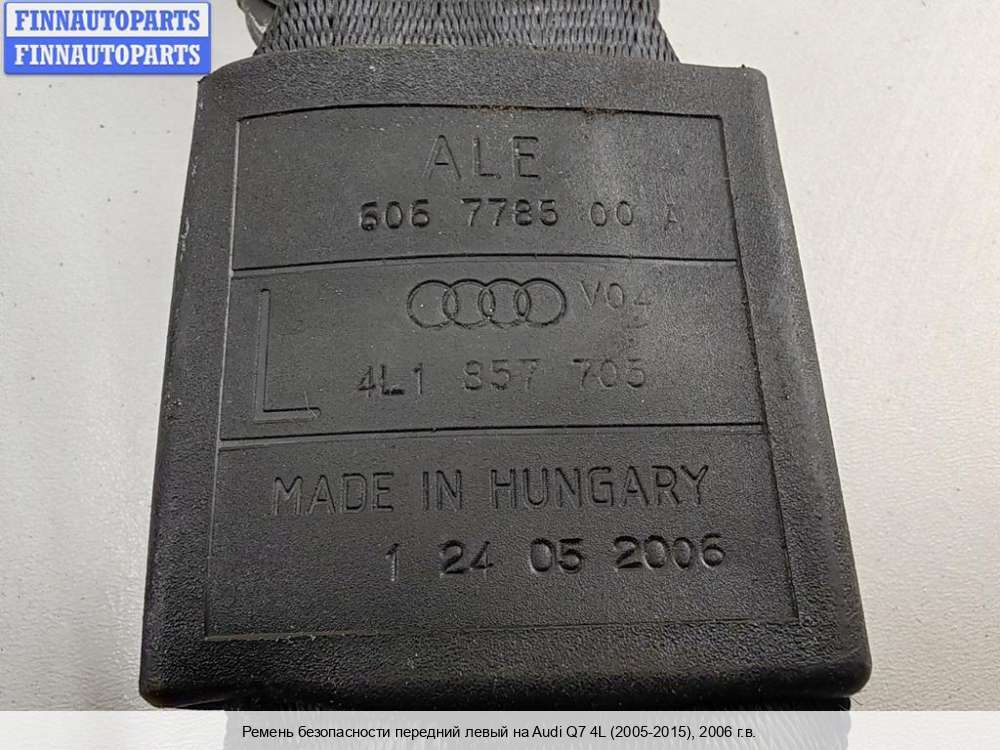 FINNAUTOPARTS
FINNAUTOPARTS
ALE
606 7785 00 A
V04
L
4L1 857 705
MADE IN HUNGARY
1 24 05 2006
Ремень безопасности передний левый на Audi Q7 4L (2005-2015), 2006 г.в.